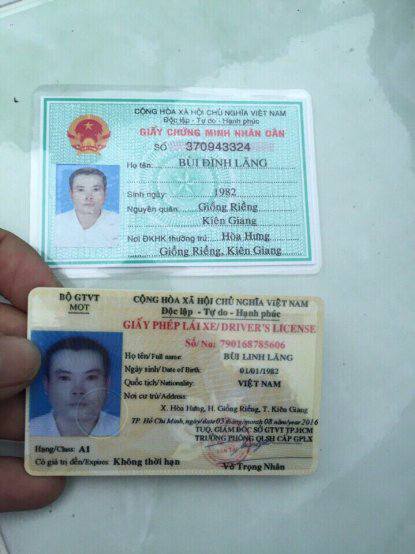 CỘNG HÒA XÃ HỘI CHỦ NGHĨA VIỆT NAM
Độc lập - Tự do - Hạnh phúc
GIẤY CHỨNG MINH NHÂN DÂN
SỐ 370943324
Họ tên: BÙI ĐÌNH LĂNG
Sinh ngày: 1982
Nguyên quán: Giồng Riềng
Kiên Giang
Nơi ĐKHK thường trú: Hòa Hưng
Giồng Riềng, Kiên Giang
BỘ GTVT
MOT
CỘNG HÒA XÃ HỘI CHỦ NGHĨA VIỆT NAM
Độc lập - Tự do - Hạnh phúc
GIẤY PHÉP LÁI XE/DRIVER'S LICENSE
Số/No: 790168785606
Họ tên/Full name: BÙI LINH LĂNG
Ngày sinh/Date of Birth: 01/01/1982
Quốc tịch/Nationality: VIỆT NAM
Nơi cư trú/Address:
X. Hòa Hưng, H. Giồng Riềng, T. Kiên Giang
TP. Hồ Chí Minh, ngày/date 03 tháng/month 08 năm/year 2016
TUQ. GIÁM ĐỐC SỞ GTVT TP.HCM
TRƯỞNG PHÒNG QLSH CẤP GPLX
Hạng/Class: A1
Có giá trị đến/Expires: Không thời hạn
Võ Trọng Nhân